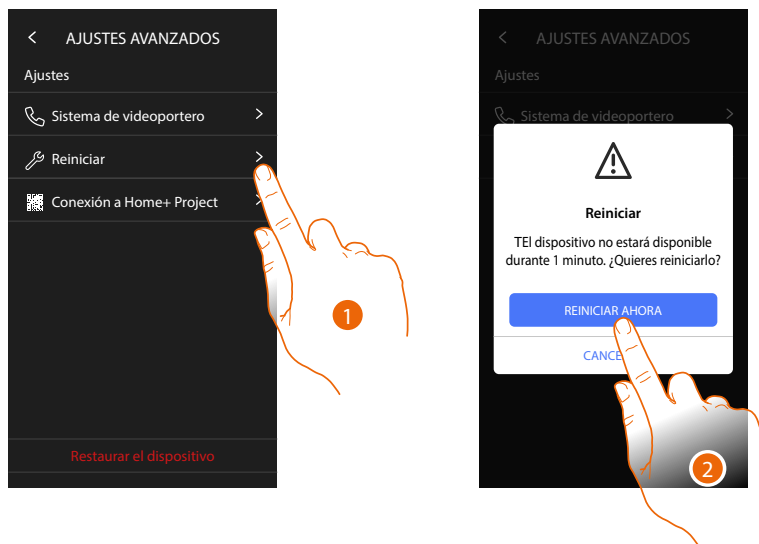 AJUSTES AVANZADOS
Ajustes
Sistema de videoportero
Reiniciar
Conexión a Home+ Project
1
Restaurar el dispositivo
AJUSTES AVANZADOS
Ajustes
Sistema de videoportero
Reiniciar
TEl dispositivo no estará disponible
durante 1 minuto. ¿Quieres reiniciarlo?
REINICIAR AHORA
CANCE
2